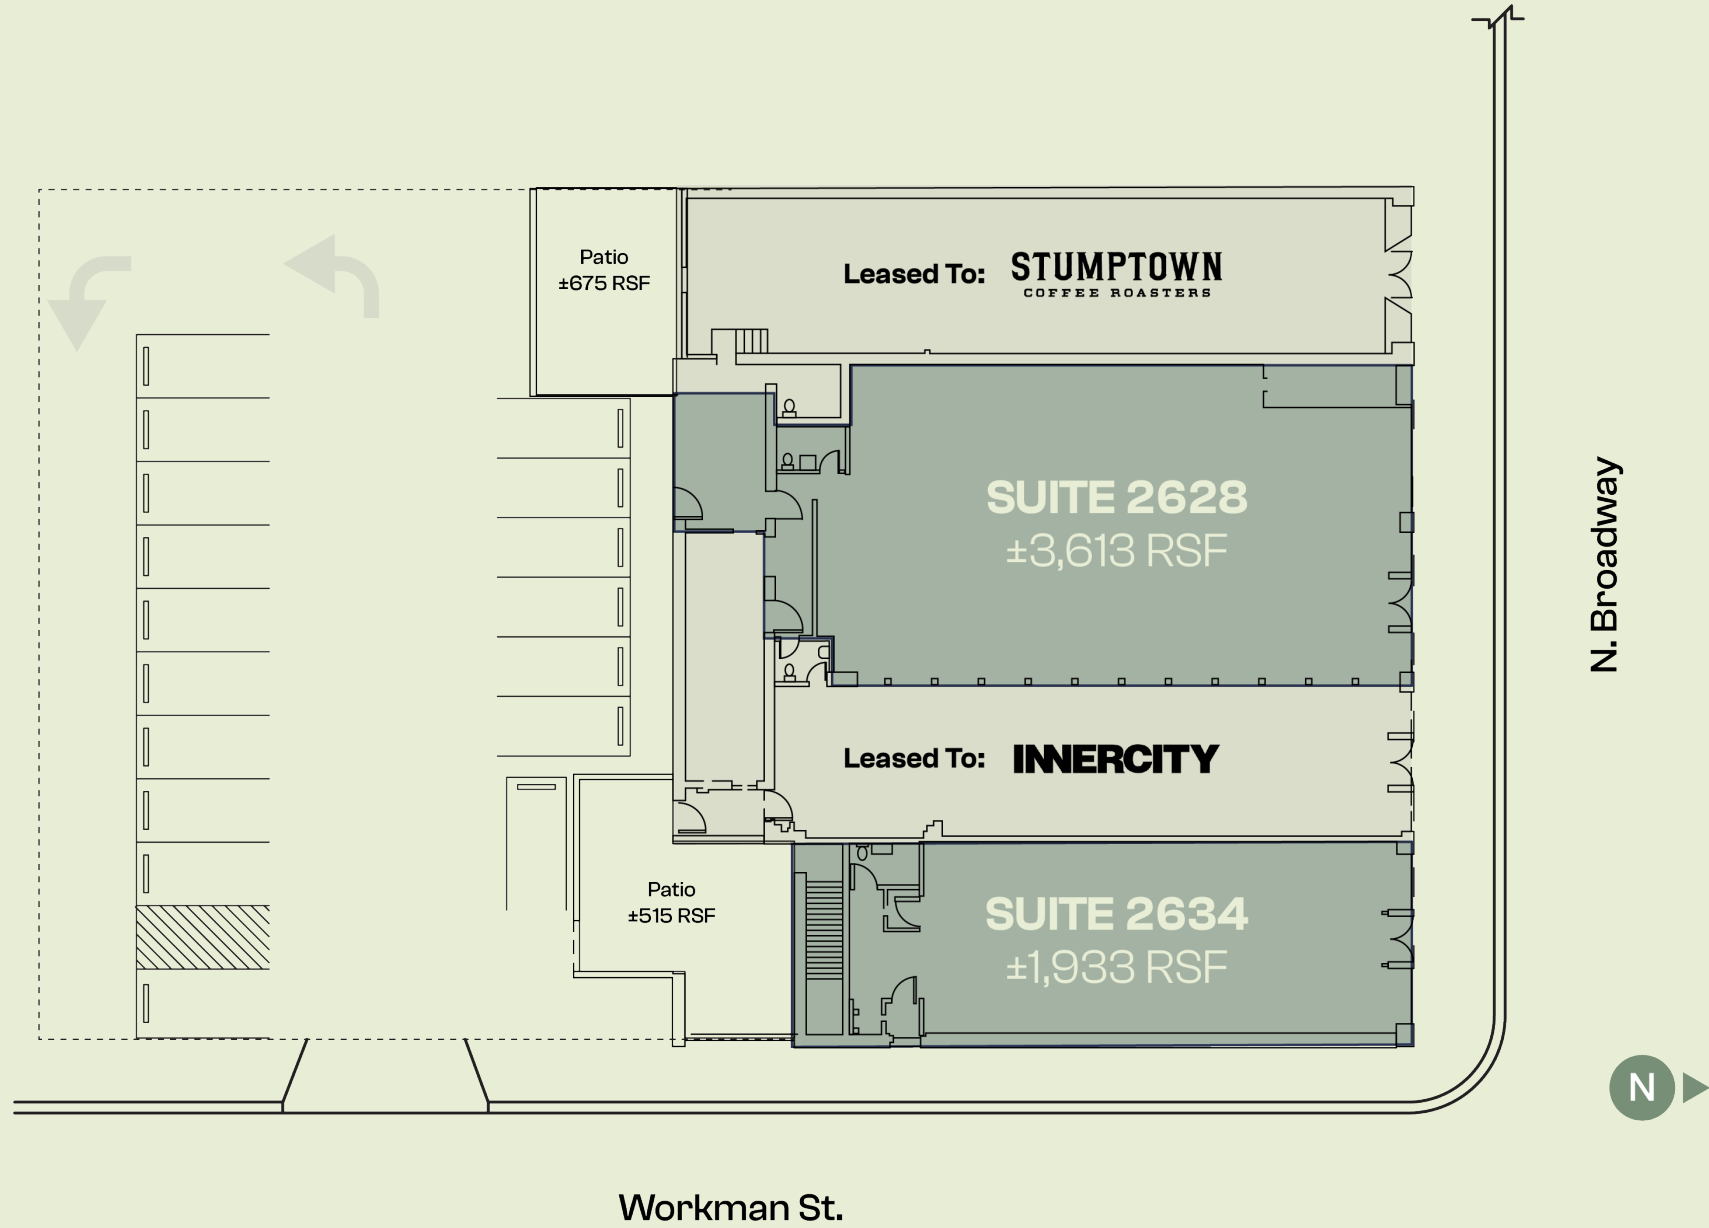 Patio
±675 RSF
Leased To: STUMPTOWN
COFFEE ROASTERS
SUITE 2628
±3,613 RSF
N. Broadway
Leased To: INNERCITY
Patio
±515 RSF
SUITE 2634
±1,933 RSF
N
Workman St.